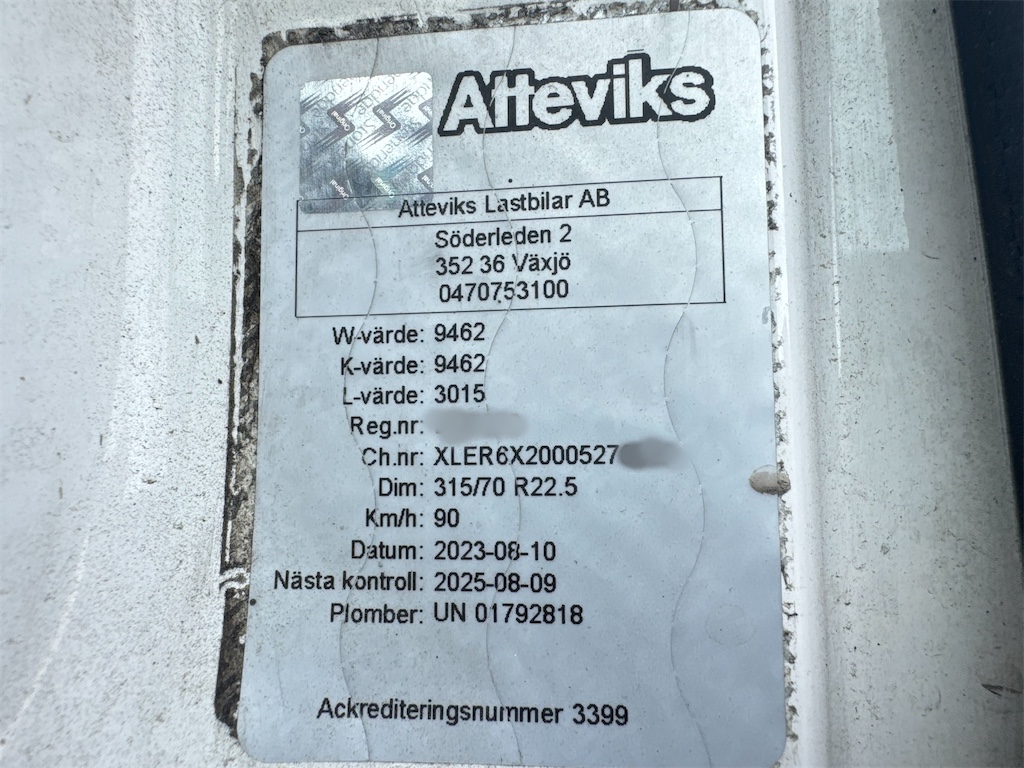 Atteviks
Atteviks Lastbilar AB
Söderleden 2
352 36 Växjö
0470753100
W-värde: 9462
K-värde: 9462
L-värde: 3015
Reg.nr:
Ch.nr: XLER6X2000527
Dim: 315/70 R22.5
Km/h: 90
Datum: 2023-08-10
Nästa kontroll: 2025-08-09
Plomber: UN 01792818
Ackrediteringsnummer 3399